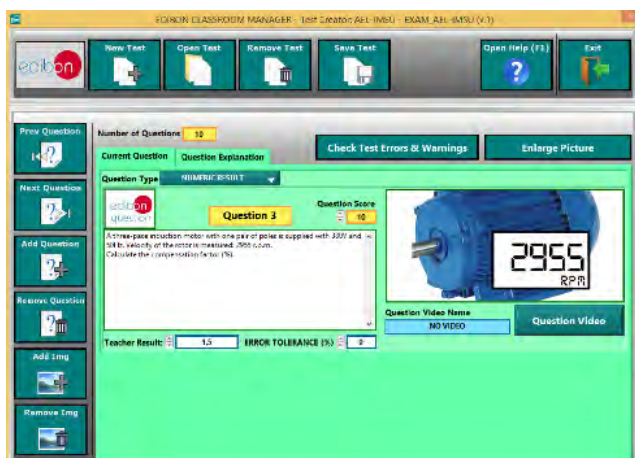 EDIBON CLASSROOM MANAGER - Test Creator AEL-IMSU - EXAM_AEL-IMSU (v.1)
edibon
New Test
Open Test
Remove Test
Save Test
Open Help (F1)
Exit
Prev Question
Next Question
Add Question
Remove Question
Add Img
Remove Img
Number of Questions 10
Check Test Errors & Warnings
Enlarge Picture
Current Question
Question Explanation
Question Type NUMERIC RESULT
edibon
question
Question 3
Question Score
10
induction motor with one pair of poles is supplied with and
Velocity of the rotor is measured: r.p.m.
Calculate the compensation factor (%).
Teacher Result: 1,5 ERROR TOLERANCE (%) 0
2955
RPM
Question Video Name
NO VIDEO
Question Video